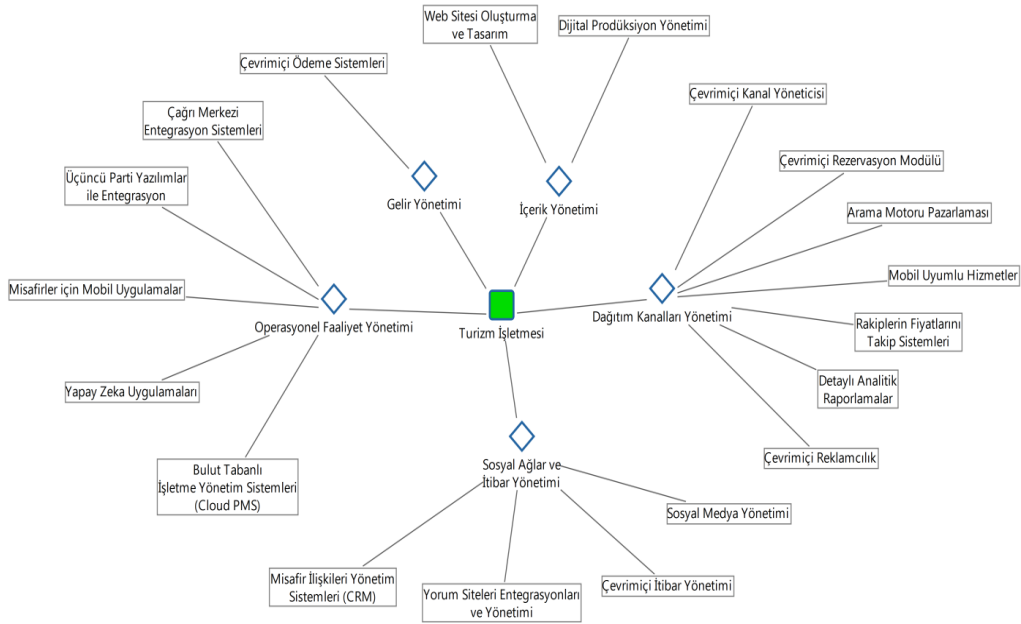 Web Sitesi Oluşturma
ve Tasarım
Dijital Prodüksiyon Yönetimi
Çevrimiçi Ödeme Sistemleri
Çevrimiçi Kanal Yöneticisi
Çağrı Merkezi
Entegrasyon Sistemleri
Çevrimiçi Rezervasyon Modülü
Üçüncü Parti Yazılımlar
ile Entegrasyon
Gelir Yönetimi
İçerik Yönetimi
Arama Motoru Pazarlaması
Misafirler için Mobil Uygulamalar
Mobil Uyumlu Hizmetler
Operasyonel Faaliyet Yönetimi
Turizm İşletmesi
Dağıtım Kanalları Yönetimi
Rakiplerin Fiyatlarını
Takip Sistemleri
Yapay Zeka Uygulamaları
Detaylı Analitik
Raporlamalar
Bulut Tabanlı
İşletme Yönetim Sistemleri
(Cloud PMS)
Sosyal Ağlar ve
İtibar Yönetimi
Çevrimiçi Reklamcılık
Sosyal Medya Yönetimi
Misafir İlişkileri Yönetim
Sistemleri (CRM)
Yorum Siteleri Entegrasyonları
ve Yönetimi
Çevrimiçi İtibar Yönetimi